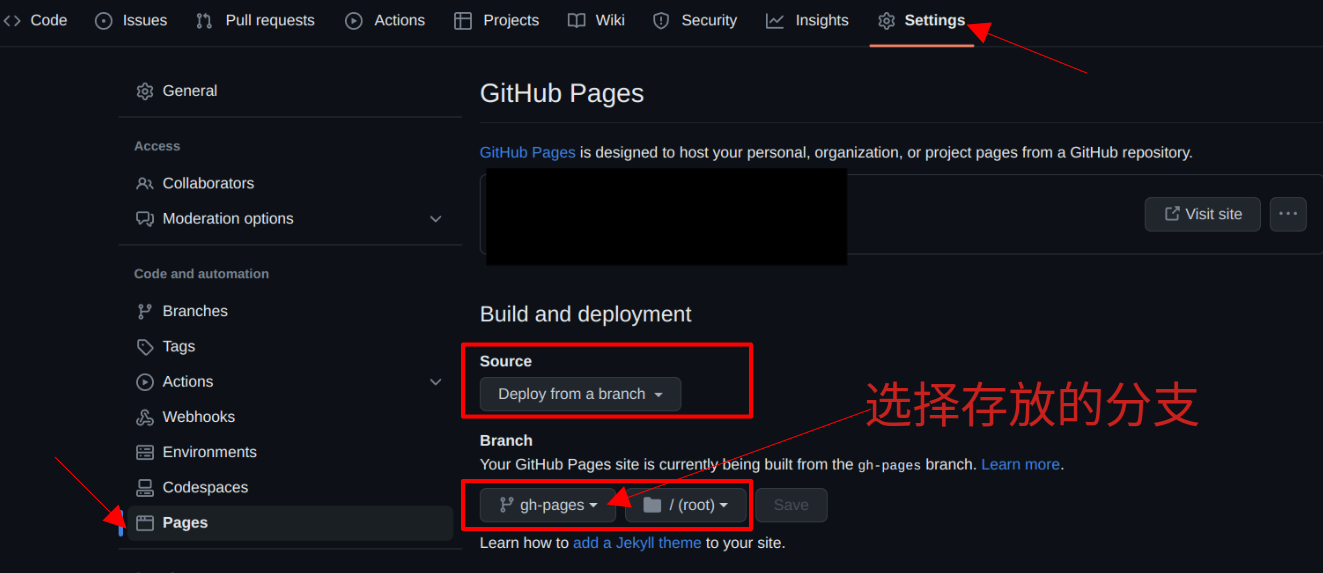 Code Issues Pull requests Actions Projects Wiki Security Insights Settings
General
Access
Collaborators
Moderation options
Code and automation
Branches
Tags
Actions
Webhooks
Environments
Codespaces
Pages
GitHub Pages
GitHub Pages is designed to host your personal, organization, or project pages from a GitHub repository.
Visit site
Build and deployment
Source
Deploy from a branch
选择存放的分支
Branch
Your GitHub Pages site is currently being built from the gh-pages branch. Learn more.
gh-pages / (root) Save
Learn how to add a Jekyll theme to your site.